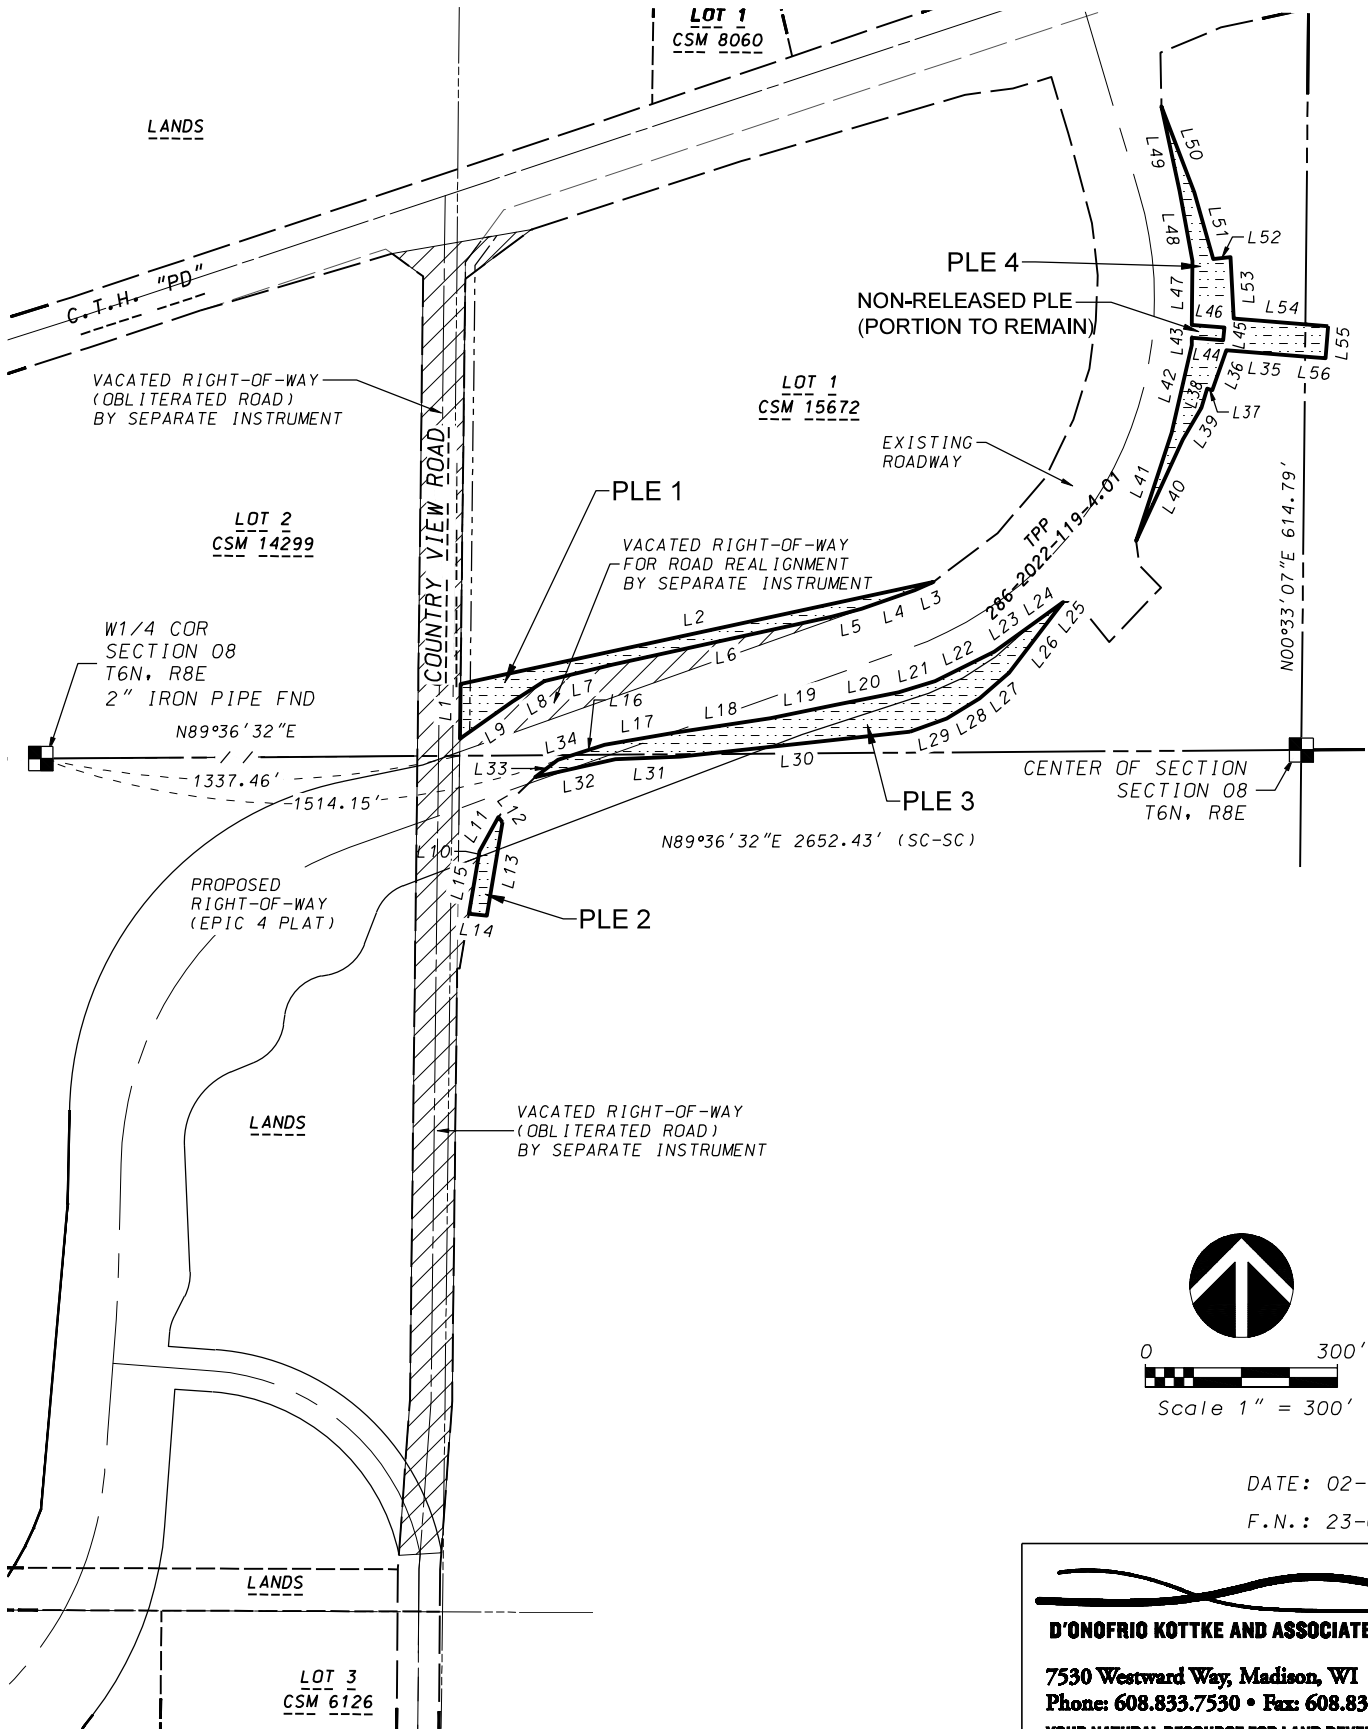 LOT 1
CSM 8060
LANDS
C.T.H. "PD"
L49
L50
L48
L51
L52
PLE 4
L47
L53
NON-RELEASED PLE
(PORTION TO REMAIN)
L46
L54
L43
L45
L55
L44
L36
L35
L56
L42
L38
L37
L39
VACATED RIGHT-OF-WAY
(OBLITERATED ROAD)
BY SEPARATE INSTRUMENT
LOT 1
CSM 15672
EXISTING
ROADWAY
COUNTRY VIEW ROAD
PLE 1
L41
L40
N00°33'07"E 614.79'
TPP
286-2022-119-4.01
LOT 2
CSM 14299
VACATED RIGHT-OF-WAY
FOR ROAD REALIGNMENT
BY SEPARATE INSTRUMENT
L2
L3
L4
L5
L6
L7
L8
L9
L1
L16
L17
L18
L19
L20
L21
L22
L23
L24
L25
L26
L27
L28
L29
L30
L31
L32
L33
L34
W1/4 COR
SECTION 08
T6N, R8E
2" IRON PIPE FND
N89°36'32"E
1337.46'
1514.15'
CENTER OF SECTION
SECTION 08
T6N, R8E
PLE 3
N89°36'32"E 2652.43' (SC-SC)
L12
L11
L10
L13
L15
L14
PLE 2
PROPOSED
RIGHT-OF-WAY
(EPIC 4 PLAT)
LANDS
VACATED RIGHT-OF-WAY
(OBLITERATED ROAD)
BY SEPARATE INSTRUMENT
0 300'
Scale 1" = 300'
DATE: 02-
F.N.: 23-
LANDS
LOT 3
CSM 6126
D'ONOFRIO KOTTKE AND ASSOCIATE
7530 Westward Way, Madison, WI
Phone: 608.833.7530 • Fax: 608.83